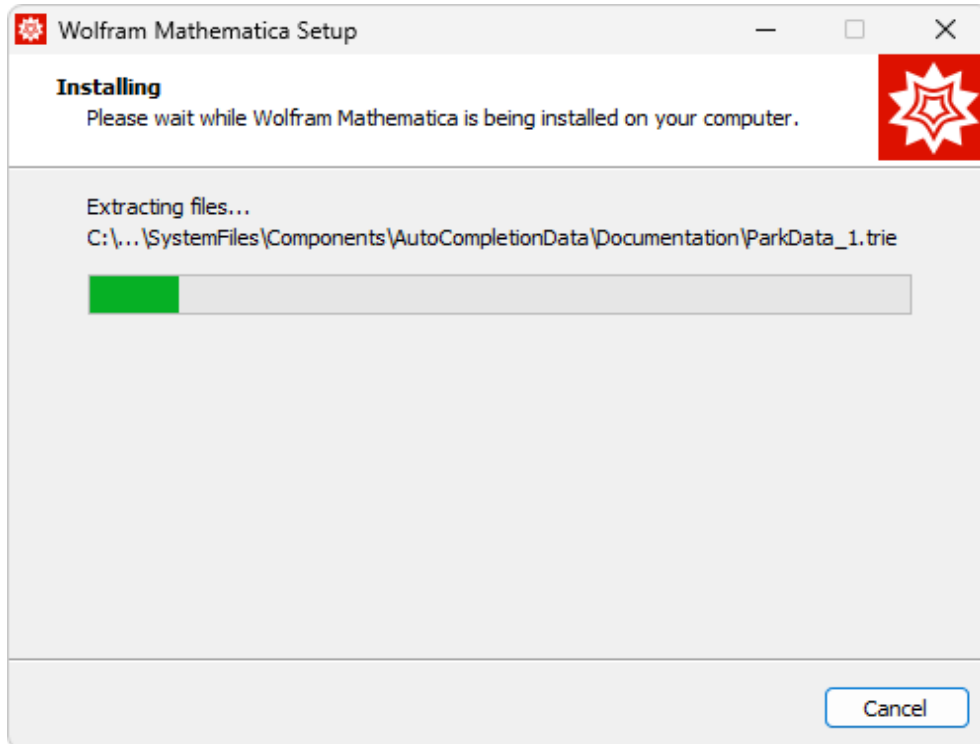 Wolfram Mathematica Setup
Installing
Please wait while Wolfram Mathematica is being installed on your computer.
Extracting files...
C:\...\SystemFiles\Components\AutoCompletionData\Documentation\ParkData_1.trie
Cancel